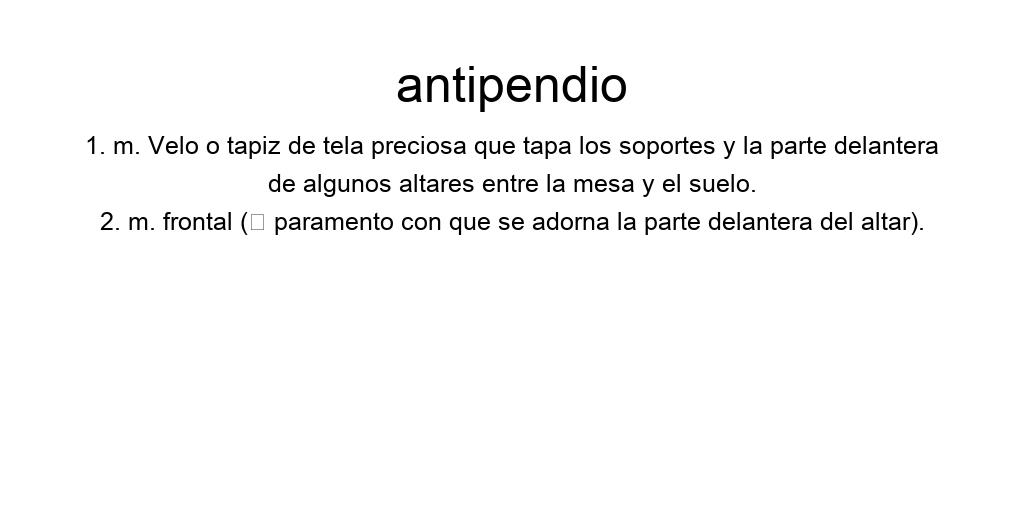 antipendio
1. m. Velo o tapiz de tela preciosa que tapa los soportes y la parte delantera
de algunos altares entre la mesa y el suelo.
2. m. frontal (▯ paramento con que se adorna la parte delantera del altar).